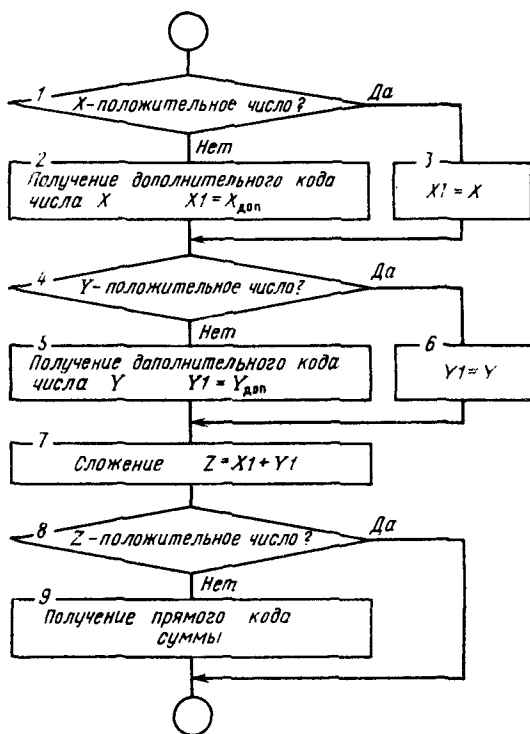 1
X-положительное число?
Да
Нет
2
Получение дополнительного кода
числа X X1 = Xдоп
3
X1 = X
4
Y-положительное число?
Да
Нет
5
Получение дополнительного кода
числа Y Y1 = Yдоп
6
Y1 = Y
7
Сложение Z = X1 + Y1
8
Z-положительное число?
Да
Нет
9
Получение прямого кода
суммы